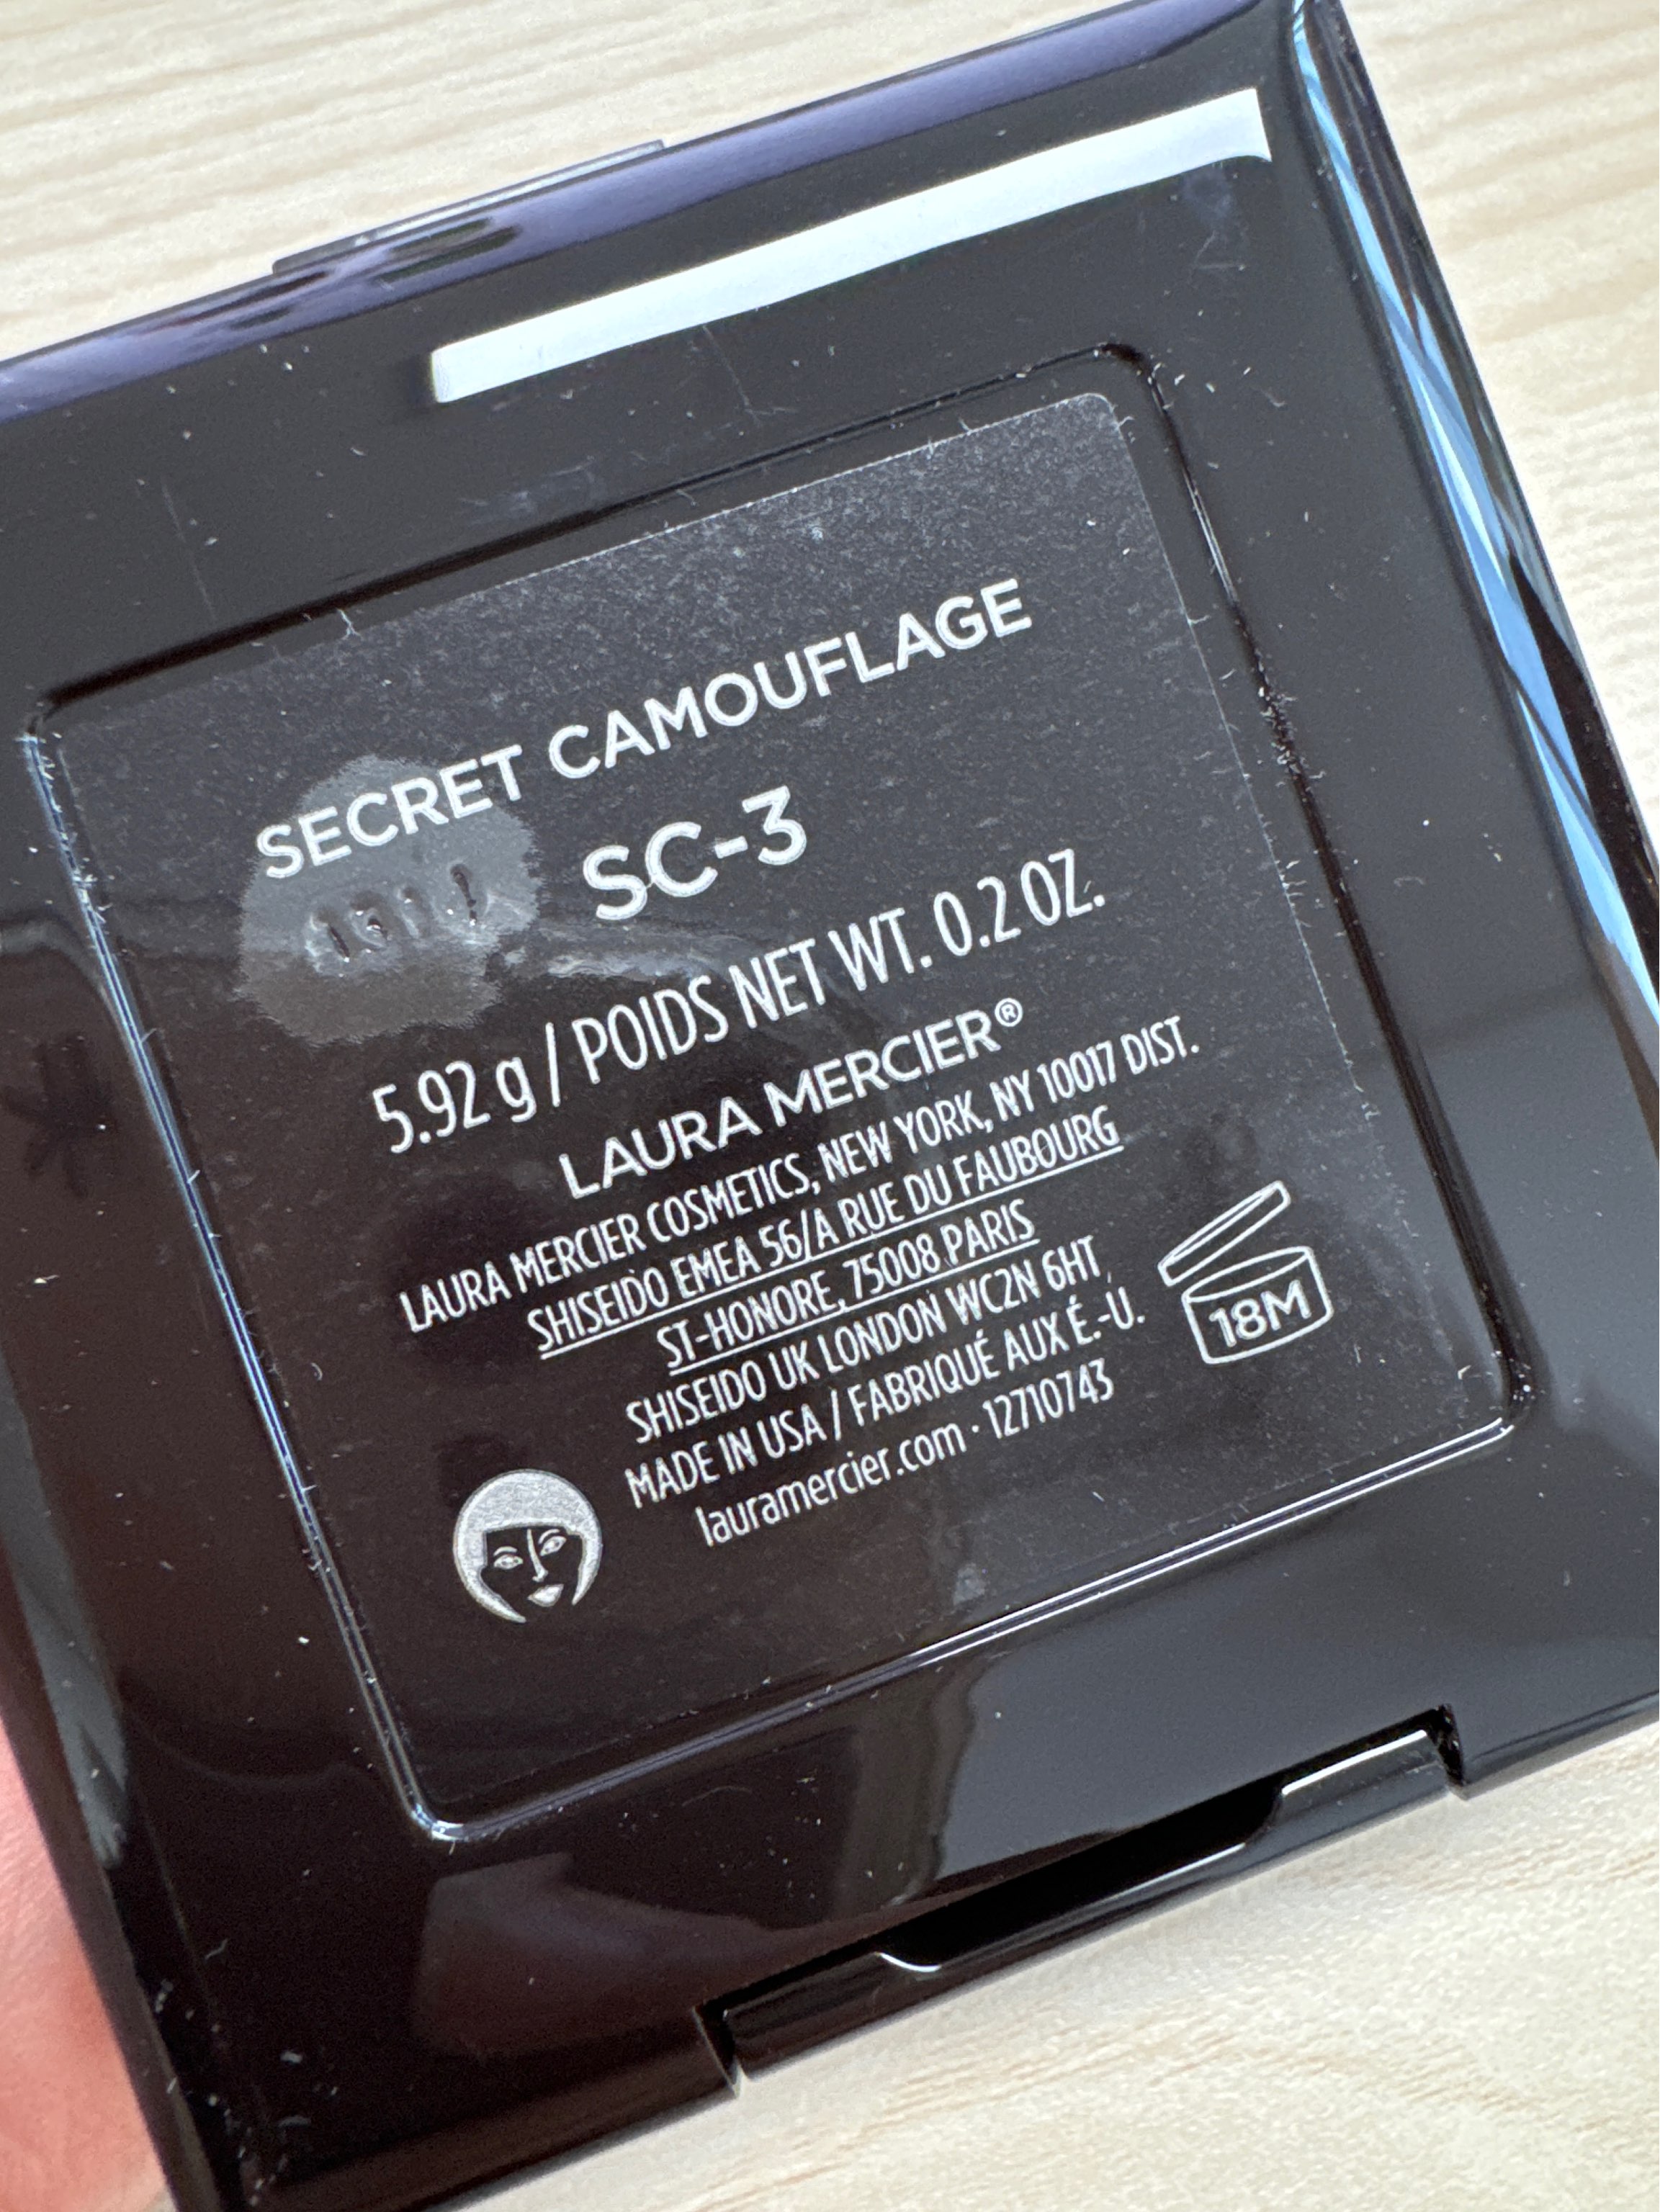 SECRET CAMOUFLAGE
SC-3
5.92 g / POIDS NET WT. 0.2 OZ.
LAURA MERCIER®
LAURA MERCIER COSMETICS, NEW YORK, NY 10017 DIST.
SHISEIDO EMEA 56/A RUE DU FAUBOURG
ST-HONORE, 75008 PARIS
SHISEIDO UK LONDON WC2N 6HT
MADE IN USA / FABRIQUÉ AUX É.-U.
lauramercier.com · 12710743
18M